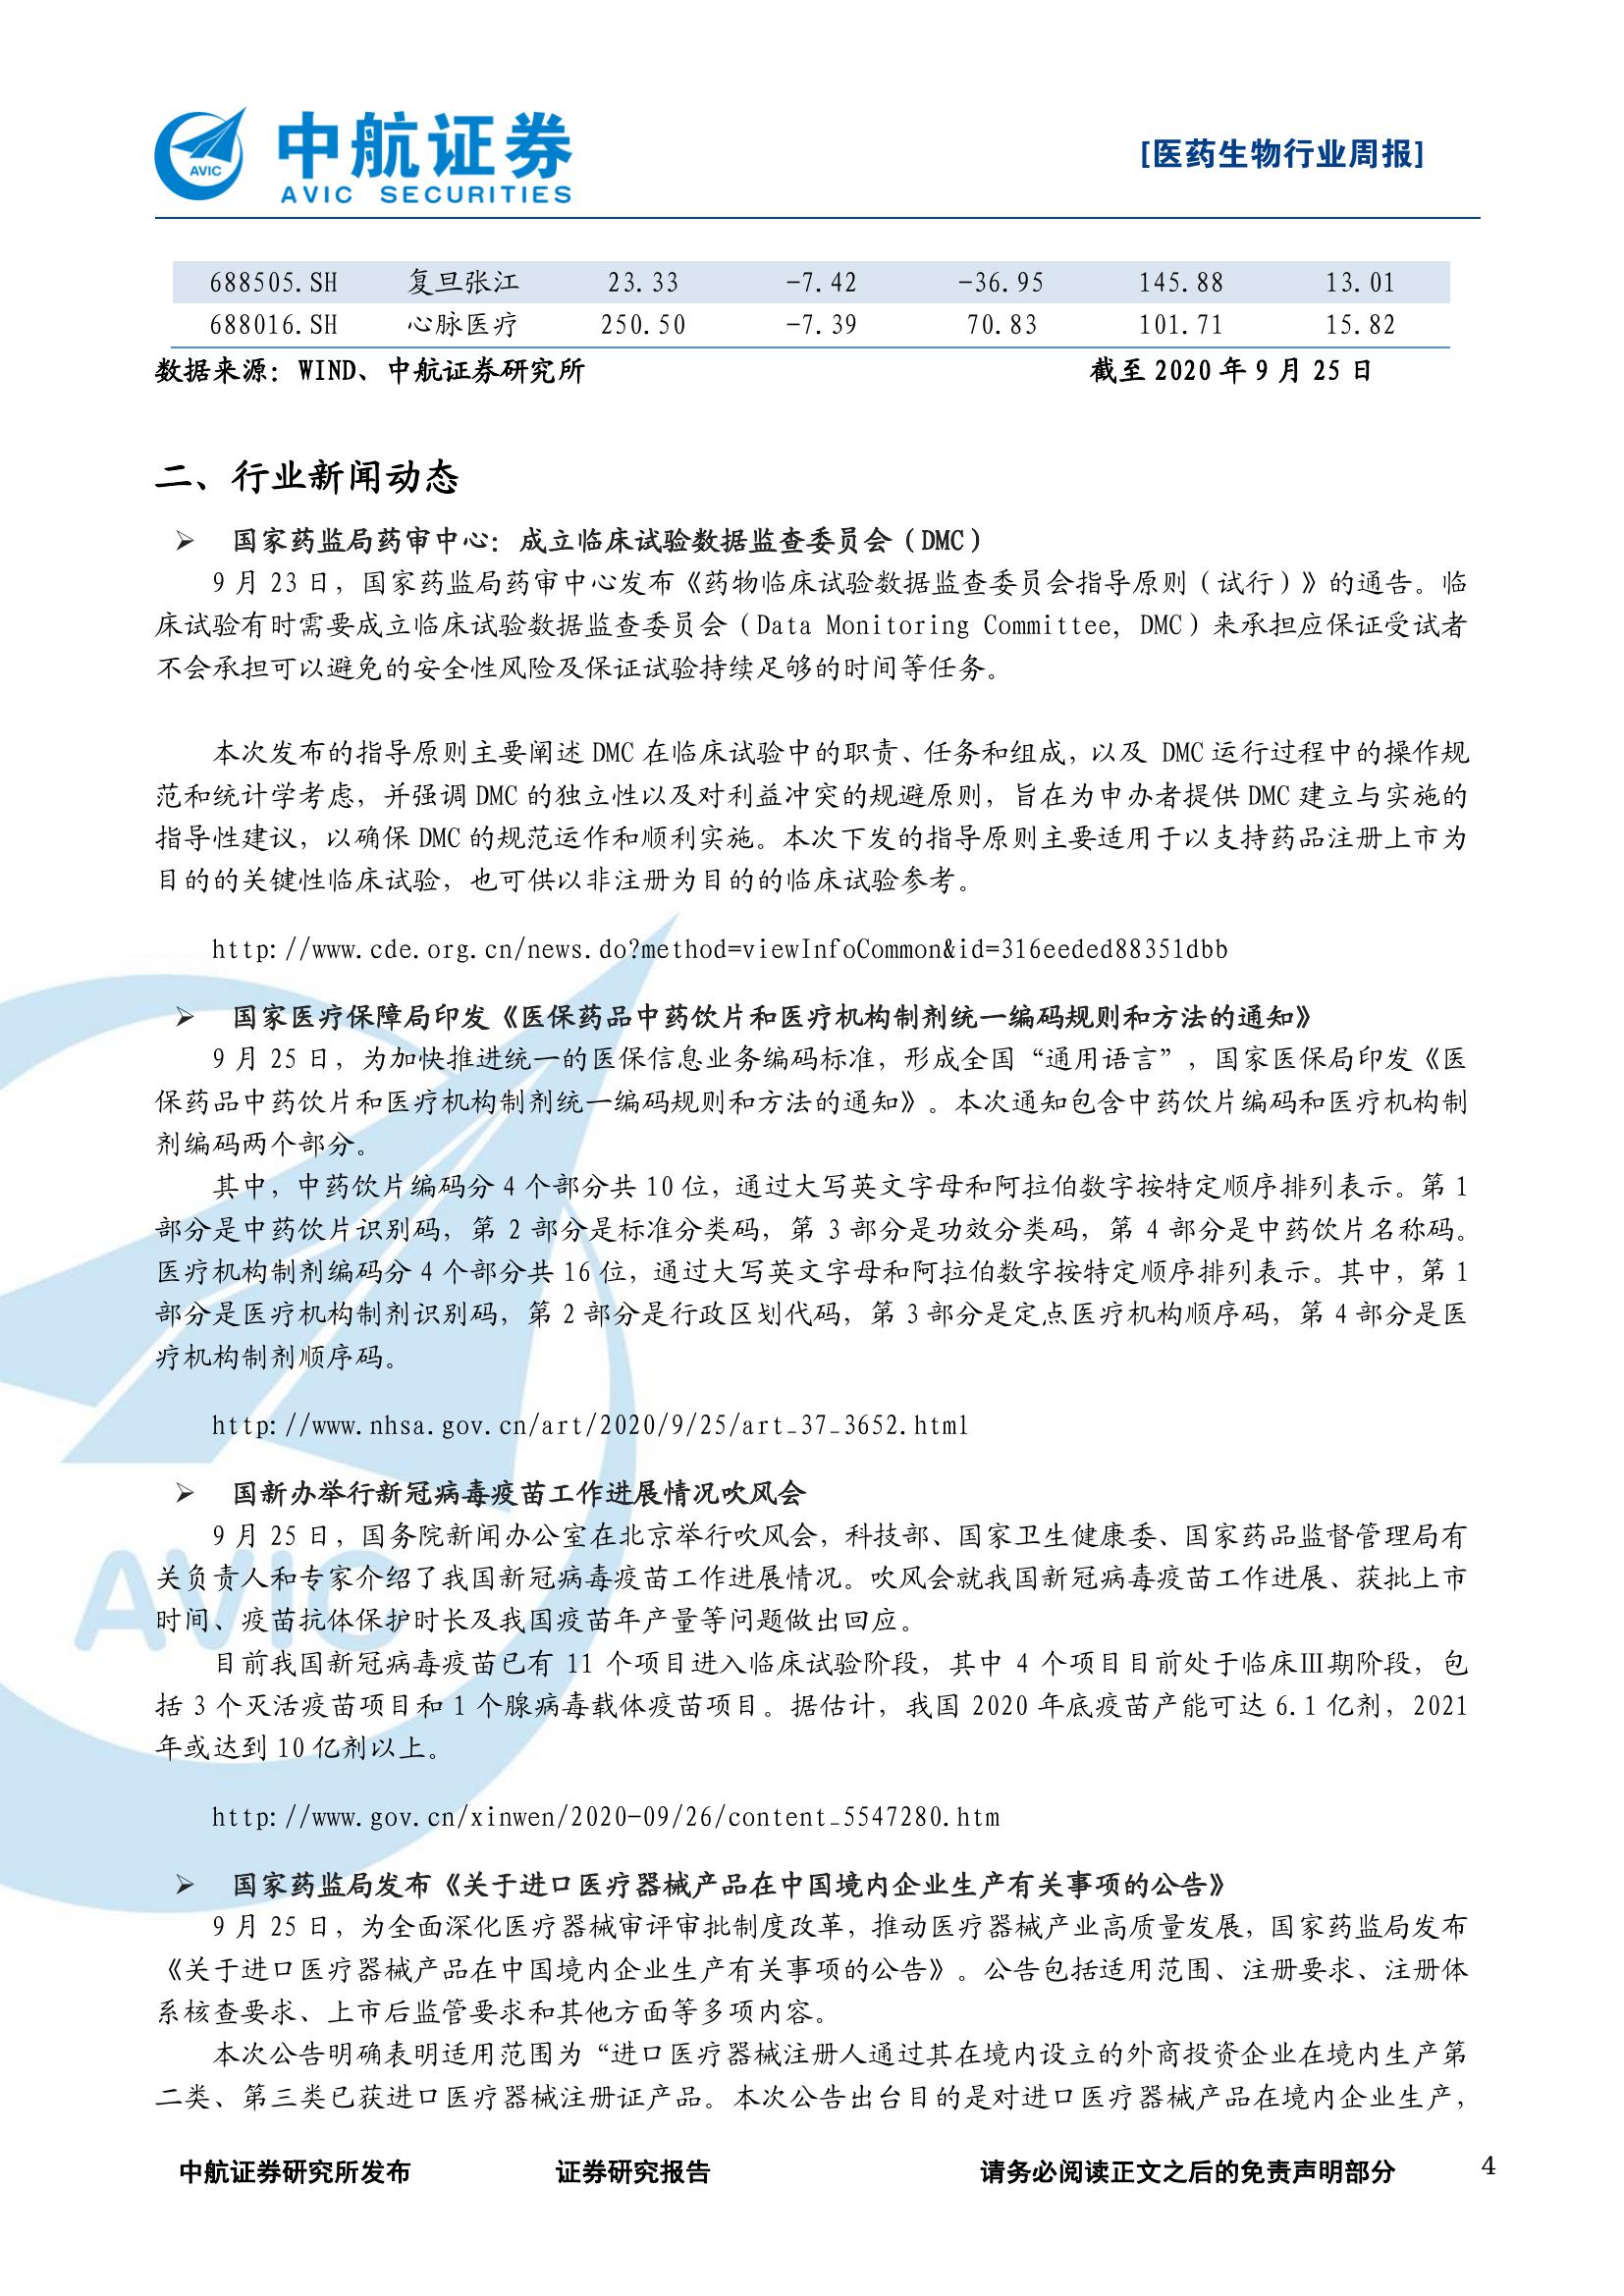 AVIC 中航证券
AVIC SECURITIES
[医药生物行业周报]
688505.SH 复旦张江 23.33 -7.42 -36.95 145.88 13.01
688016.SH 心脉医疗 250.50 -7.39 70.83 101.71 15.82
数据来源：WIND、中航证券研究所 截至 2020 年 9 月 25 日
二、行业新闻动态
➢ 国家药监局药审中心：成立临床试验数据监查委员会（DMC）
9 月 23 日，国家药监局药审中心发布《药物临床试验数据监查委员会指导原则（试行）》的通告。临
床试验有时需要成立临床试验数据监查委员会（Data Monitoring Committee, DMC）来承担应保证受试者
不会承担可以避免的安全性风险及保证试验持续足够的时间等任务。
本次发布的指导原则主要阐述 DMC 在临床试验中的职责、任务和组成，以及 DMC 运行过程中的操作规
范和统计学考虑，并强调 DMC 的独立性以及对利益冲突的规避原则，旨在为申办者提供 DMC 建立与实施的
指导性建议，以确保 DMC 的规范运作和顺利实施。本次下发的指导原则主要适用于以支持药品注册上市为
目的的关键性临床试验，也可供以非注册为目的的临床试验参考。
http://www.cde.org.cn/news.do?method=viewInfoCommon&id=316eeded88351dbb
➢ 国家医疗保障局印发《医保药品中药饮片和医疗机构制剂统一编码规则和方法的通知》
9 月 25 日，为加快推进统一的医保信息业务编码标准，形成全国“通用语言”，国家医保局印发《医
保药品中药饮片和医疗机构制剂统一编码规则和方法的通知》。本次通知包含中药饮片编码和医疗机构制
剂编码两个部分。
其中，中药饮片编码分 4 个部分共 10 位，通过大写英文字母和阿拉伯数字按特定顺序排列表示。第 1
部分是中药饮片识别码，第 2 部分是标准分类码，第 3 部分是功效分类码，第 4 部分是中药饮片名称码。
医疗机构制剂编码分 4 个部分共 16 位，通过大写英文字母和阿拉伯数字按特定顺序排列表示。其中，第 1
部分是医疗机构制剂识别码，第 2 部分是行政区划代码，第 3 部分是定点医疗机构顺序码，第 4 部分是医
疗机构制剂顺序码。
http://www.nhsa.gov.cn/art/2020/9/25/art_37_3652.html
➢ 国新办举行新冠病毒疫苗工作进展情况吹风会
9 月 25 日，国务院新闻办公室在北京举行吹风会，科技部、国家卫生健康委、国家药品监督管理局有
关负责人和专家介绍了我国新冠病毒疫苗工作进展情况。吹风会就我国新冠病毒疫苗工作进展、获批上市
时间、疫苗抗体保护时长及我国疫苗年产量等问题做出回应。
目前我国新冠病毒疫苗已有 11 个项目进入临床试验阶段，其中 4 个项目目前处于临床Ⅲ期阶段，包
括 3 个灭活疫苗项目和 1 个腺病毒载体疫苗项目。据估计，我国 2020 年底疫苗产能可达 6.1 亿剂，2021
年或达到 10 亿剂以上。
http://www.gov.cn/xinwen/2020-09/26/content_5547280.htm
➢ 国家药监局发布《关于进口医疗器械产品在中国境内企业生产有关事项的公告》
9 月 25 日，为全面深化医疗器械审评审批制度改革，推动医疗器械产业高质量发展，国家药监局发布
《关于进口医疗器械产品在中国境内企业生产有关事项的公告》。公告包括适用范围、注册要求、注册体
系核查要求、上市后监管要求和其他方面等多项内容。
本次公告明确表明适用范围为“进口医疗器械注册人通过其在境内设立的外商投资企业在境内生产第
二类、第三类已获进口医疗器械注册证产品。本次公告出台目的是对进口医疗器械产品在境内企业生产，
中航证券研究所发布 证券研究报告 请务必阅读正文之后的免责声明部分 4